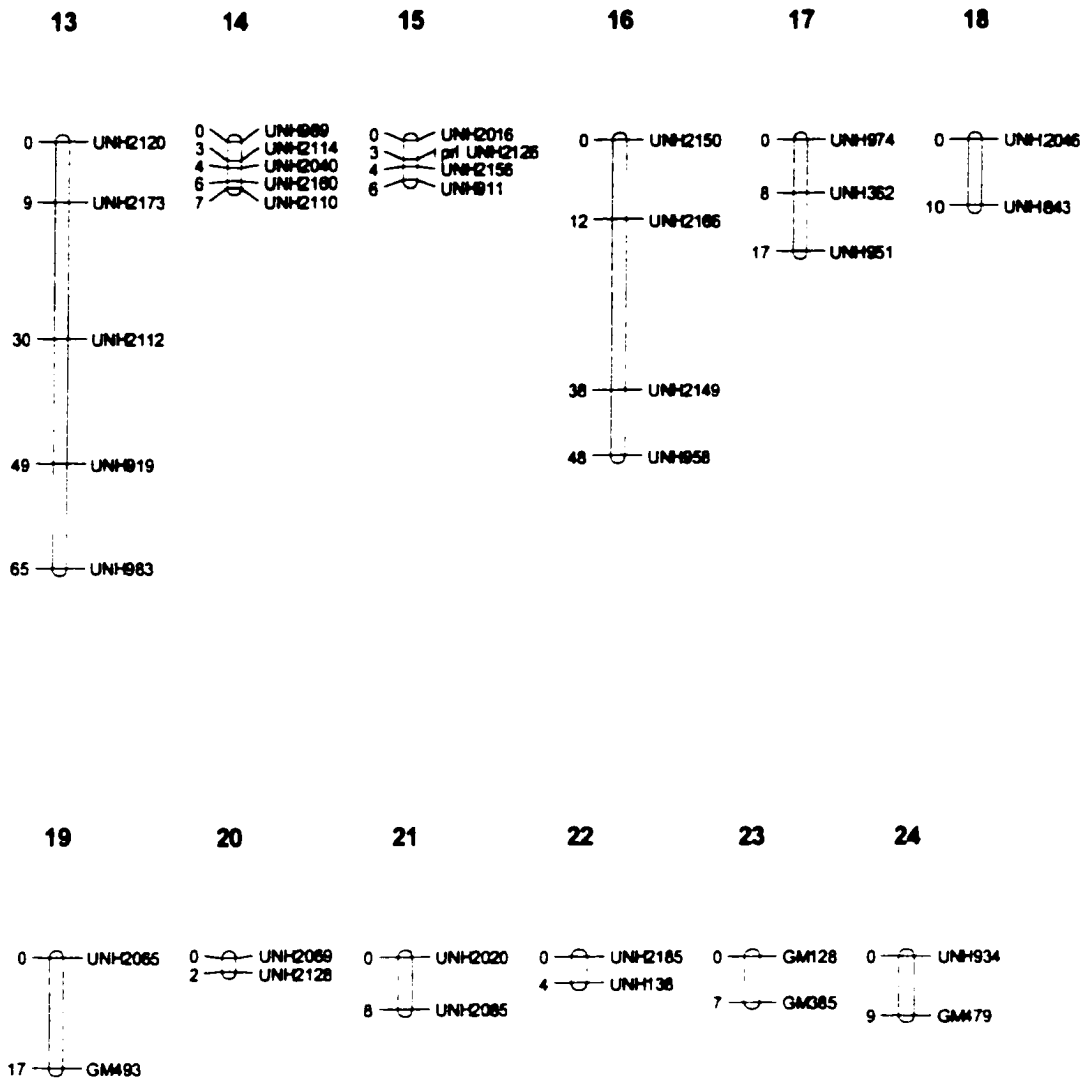 13 14 15 16 17 18
0 UNH2120
9 UNH2173
30 UNH2112
49 UNH919
65 UNH983
0 UNH989
3 UNH2114
4 UNH2040
6 UNH2160
7 UNH2110
0 UNH2016
3 prl UNH2126
4 UNH2156
6 UNH911
0 UNH2150
12 UNH2166
38 UNH2149
48 UNH958
0 UNH974
8 UNH362
17 UNH951
0 UNH2046
10 UNH843
19 20 21 22 23 24
0 UNH2065
17 GM493
0 UNH2069
2 UNH2128
0 UNH2020
8 UNH2085
0 UNH2185
4 UNH138
0 GM128
7 GM385
0 UNH934
9 GM479